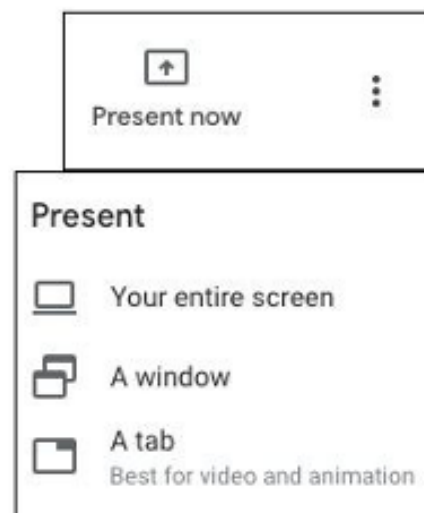 Present now
Present
Your entire screen
A window
A tab
Best for video and animation